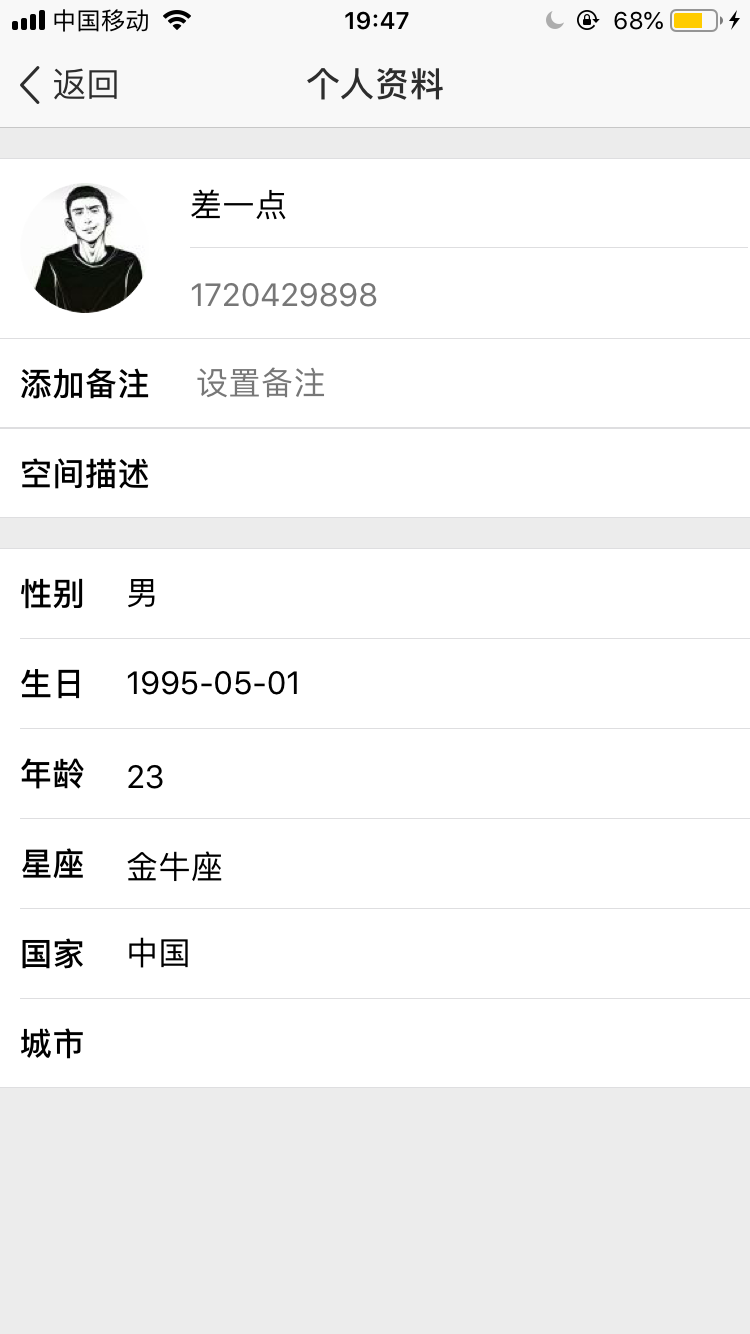 中国移动 19:47 68%
返回 个人资料
差一点
1720429898
添加备注 设置备注
空间描述
性别 男
生日 1995-05-01
年龄 23
星座 金牛座
国家 中国
城市